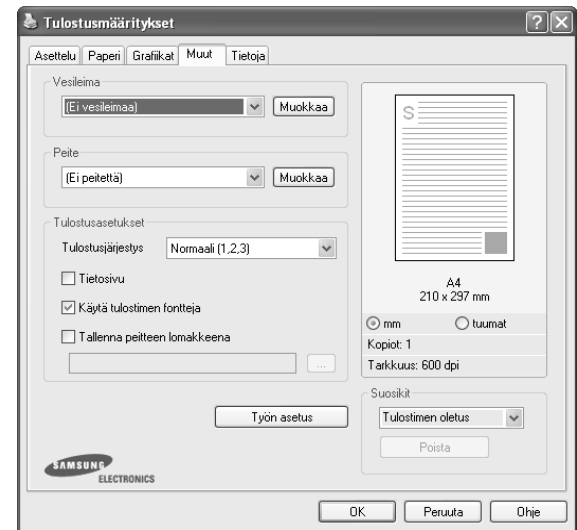 Tulostusmääritykset
Asettelu Paperi Grafiikat Muut Tietoja
Vesileima
(Ei vesileimaa) Muokkaa
Peite
(Ei peitettä) Muokkaa
Tulostusasetukset
Tulostusjärjestys Normaali (1,2,3)
Tietosivu
Käytä tulostimen fontteja
Tallenna peitteen lomakkeena
...
Työn asetus
S
A4
210 x 297 mm
mm tuumat
Kopiot: 1
Tarkkuus: 600 dpi
Suosikit
Tulostimen oletus
Poista
SAMSUNG
ELECTRONICS
OK Peruuta Ohje